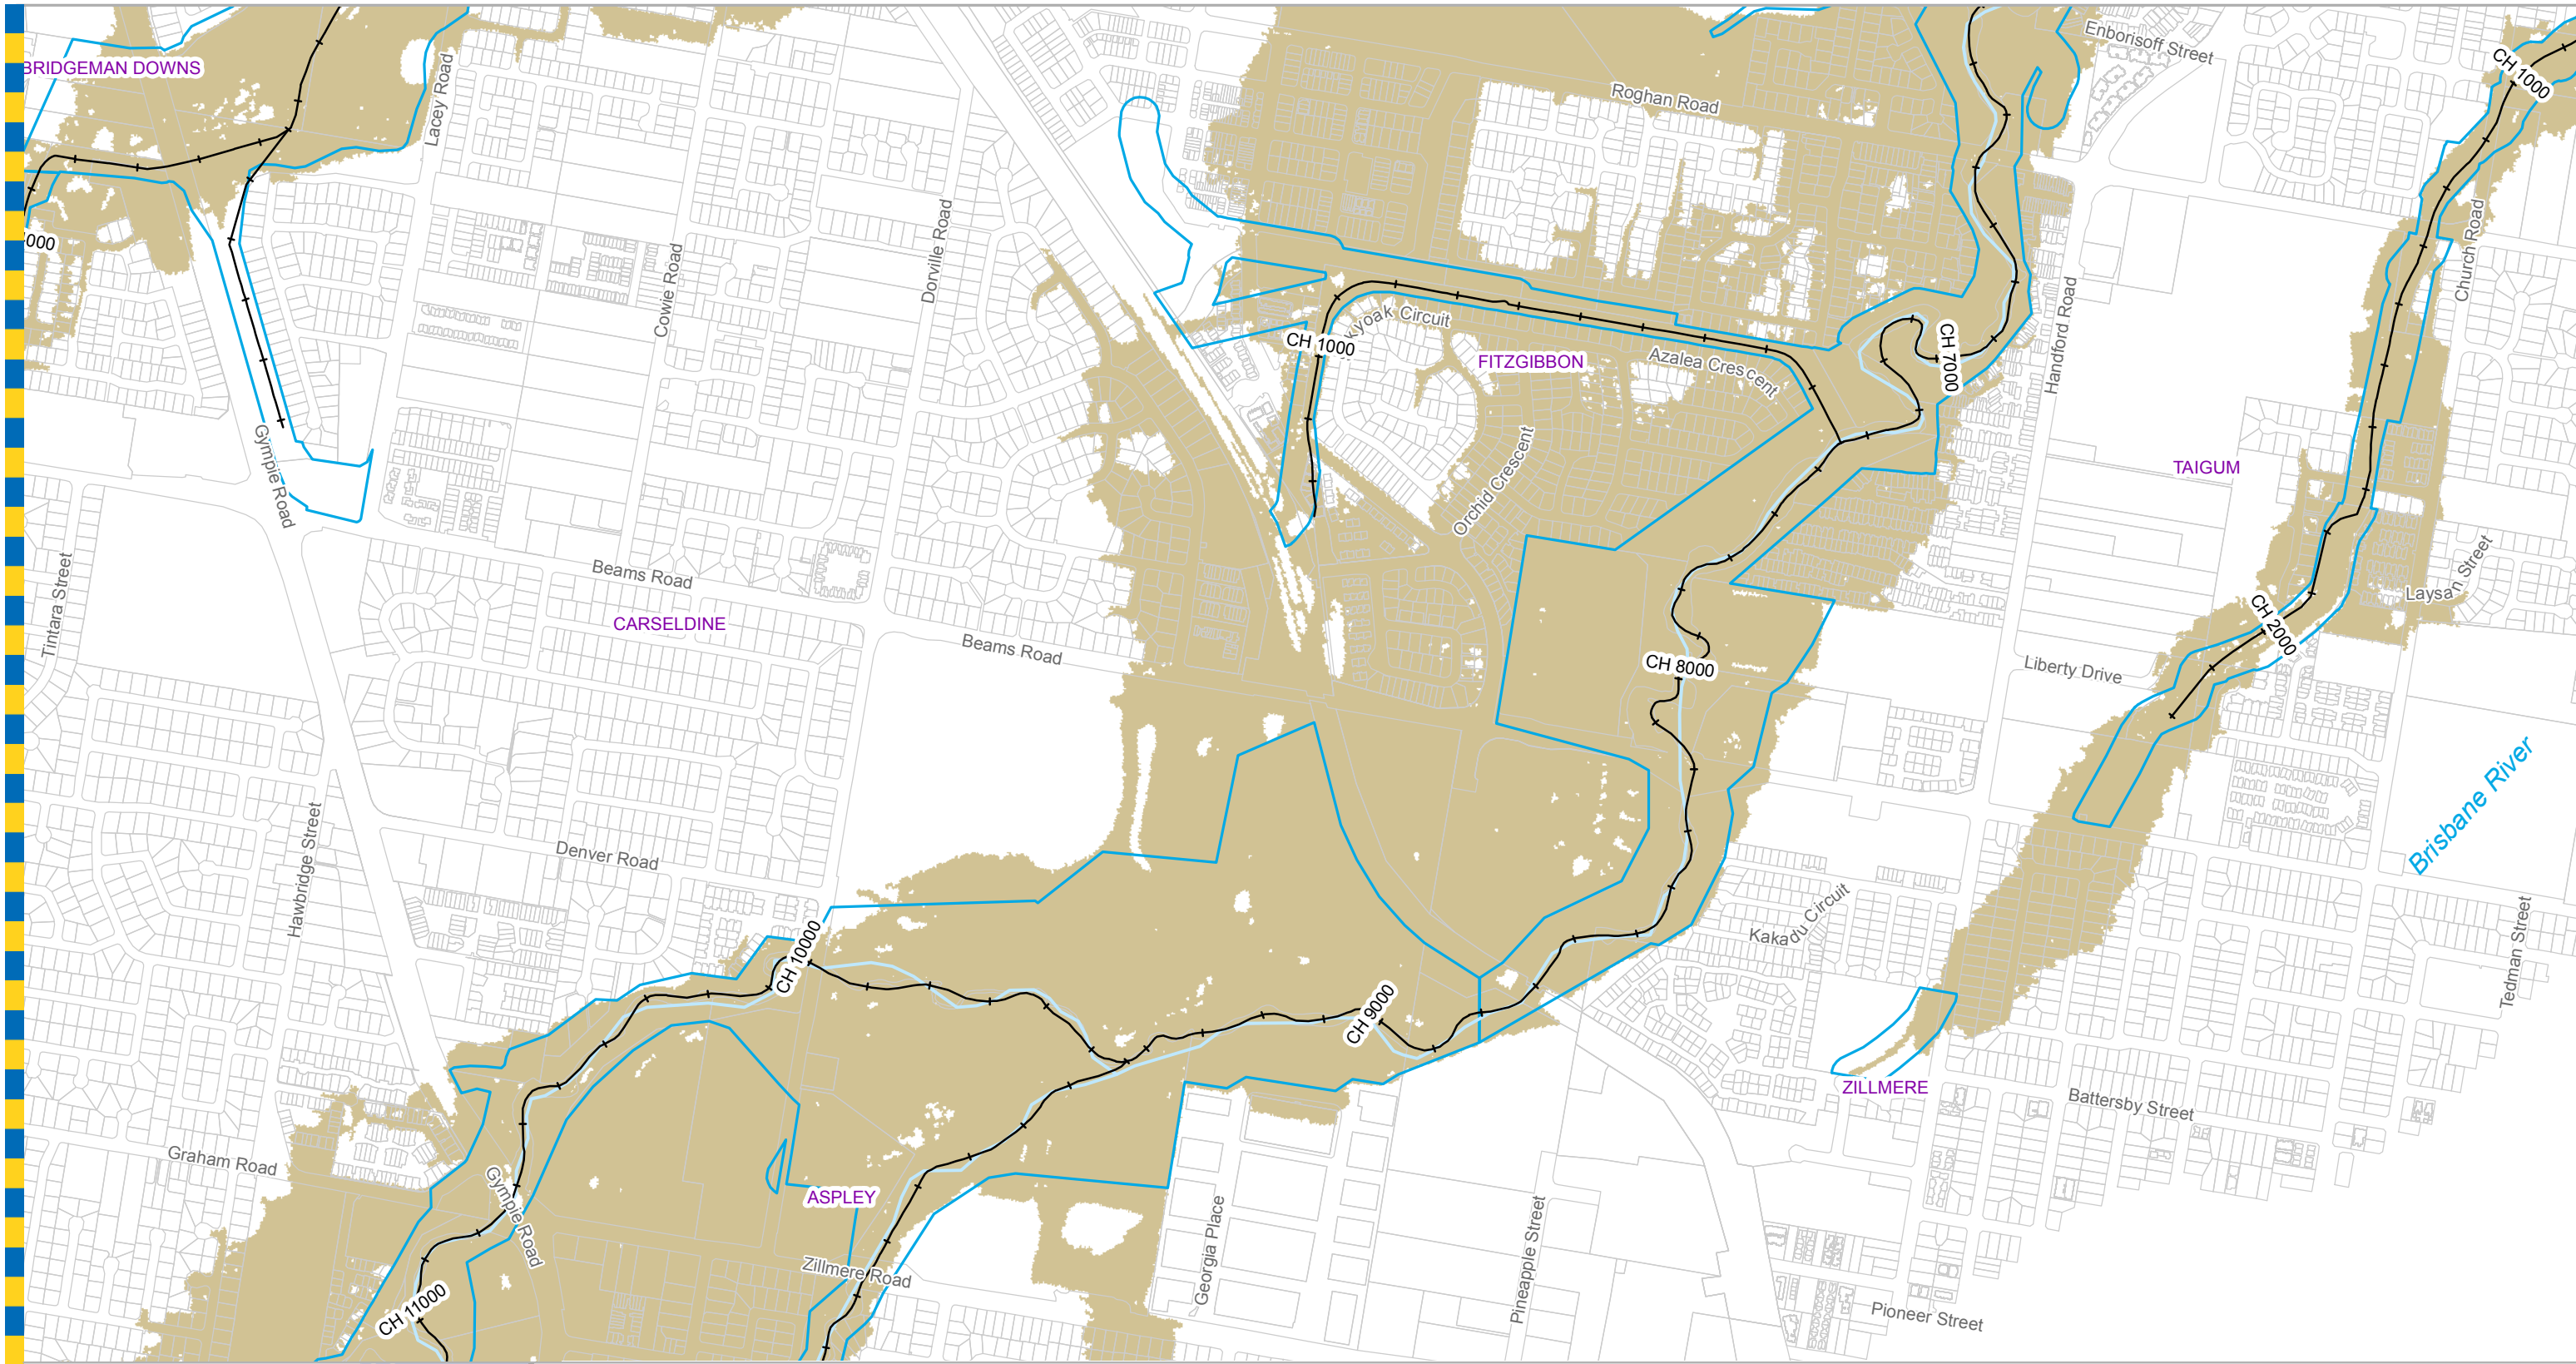 Enborisoff Street
BRIDGEMAN DOWNS
CH 1000
Lacey Road
Roghan Road
000
Dorville Road
Church Road
Cowie Road
yoak Circuit
CH 1000
FITZGIBBON
Azalea Crescent
CH 7000
Handford Road
Gympie Road
Orchid Crescent
TAIGUM
Tintara Street
Beams Road
Laysan Street
CARSELDINE
CH 2000
Beams Road
CH 8000
Liberty Drive
Brisbane River
Hawbridge Street
Denver Road
Kakadu Circuit
CH 10000
Tedman Street
CH 9000
ZILLMERE
Battersby Street
Graham Road
Gympie Road
ASPLEY
Zillmere Road
Georgia Place
Pineapple Street
CH 11000
Pioneer Street